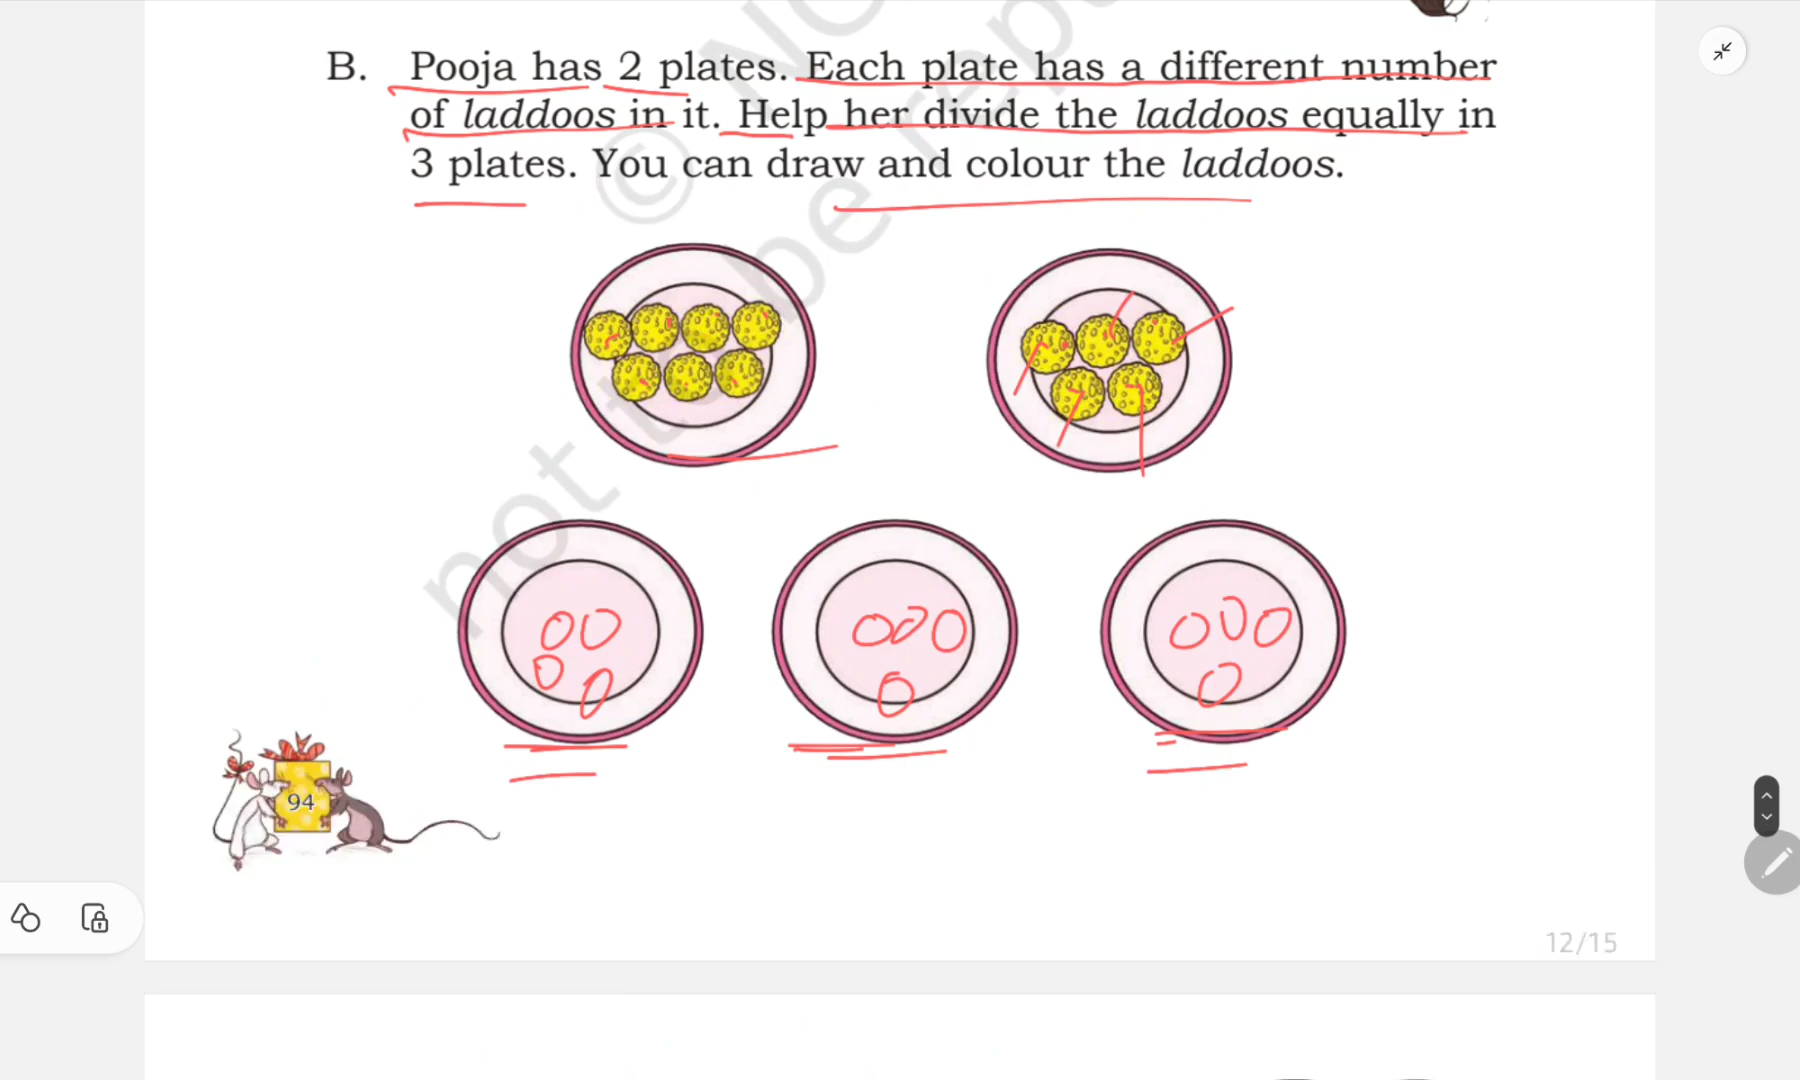 B. Pooja has 2 plates. Each plate has a different number
of laddoos in it. Help her divide the laddoos equally in
3 plates. You can draw and colour the laddoos.
94
12/15